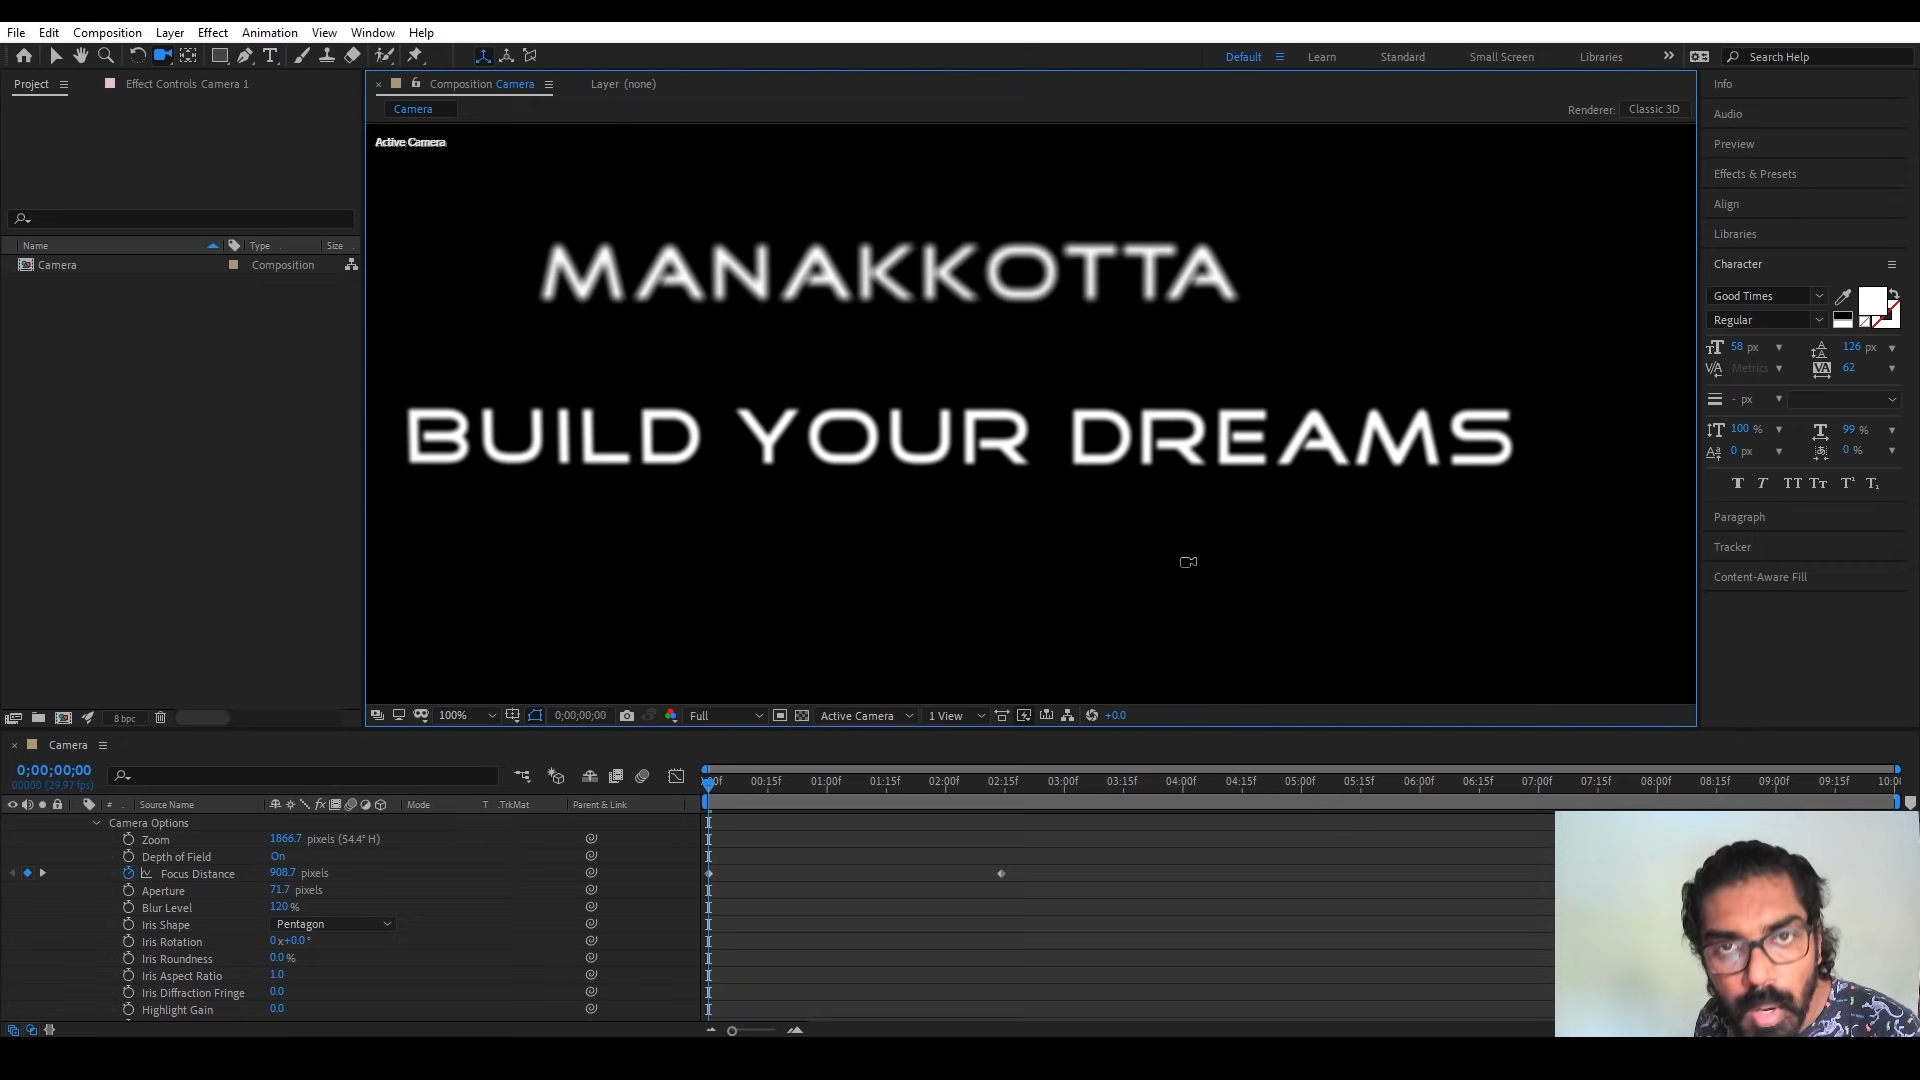 File Edit Composition Layer Effect Animation View Window Help
Default Learn Standard Small Screen Libraries Search Help
Project Effect Controls Camera 1
Composition Camera Layer (none)
Camera
Renderer: Classic 3D
Active Camera
MANAKKOTTA
BUILD YOUR DREAMS
Name Type Size
Camera Composition
8 bpc
100% 0;00;00;00 Full Active Camera 1 View +0.0
Info
Audio
Preview
Effects & Presets
Align
Libraries
Character
Good Times
Regular
58 px 126 px
Metrics 62
- px
100 % 99 %
0 px 0 %
Paragraph
Tracker
Content-Aware Fill
Camera
0;00;00;00
00000 (29.97 fps)
00:15f 01:00f 01:15f 02:00f 02:15f 03:00f 03:15f 04:00f 04:15f 05:00f 05:15f 06:00f 06:15f 07:00f 07:15f 08:00f 08:15f 09:00f 09:15f
# Source Name Mode T .TrkMat Parent & Link
Camera Options
Zoom 1866.7 pixels (54.4° H)
Depth of Field On
Focus Distance 908.7 pixels
Aperture 71.7 pixels
Blur Level 120 %
Iris Shape Pentagon
Iris Rotation 0 x+0.0 °
Iris Roundness 0.0 %
Iris Aspect Ratio 1.0
Iris Diffraction Fringe 0.0
Highlight Gain 0.0